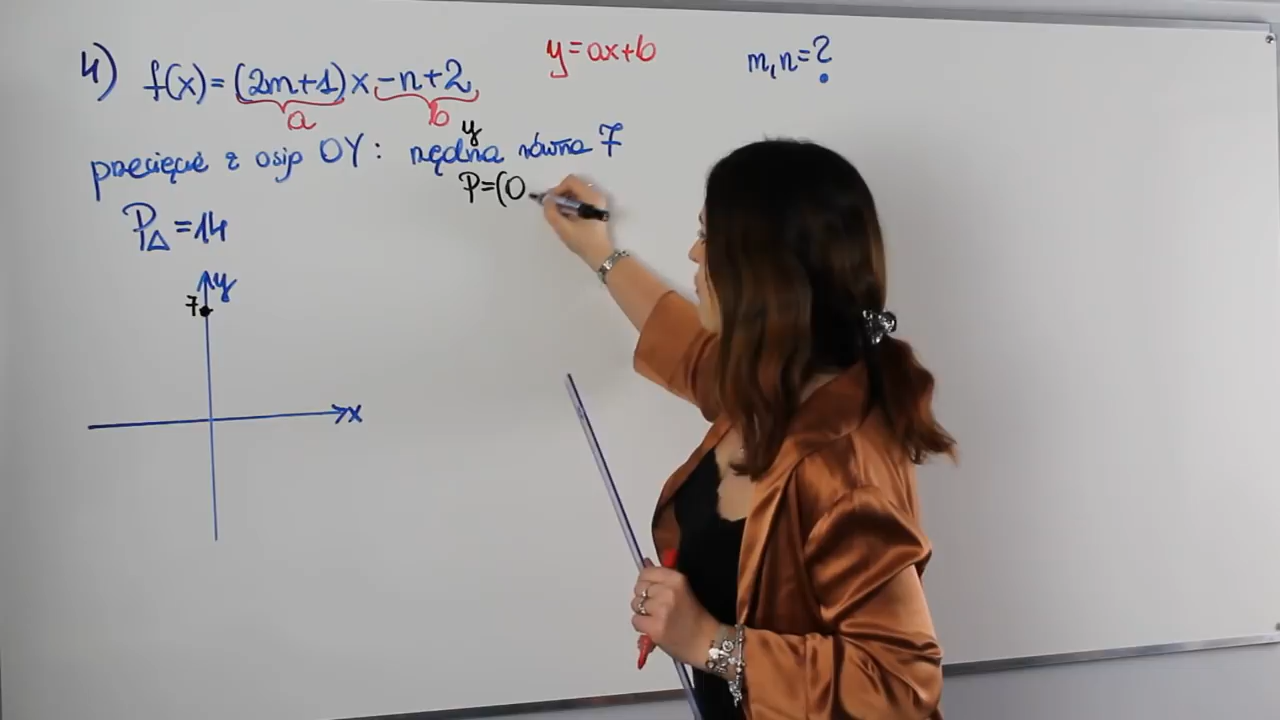 4) f(x)=(2m+1)x-n+2 y=ax+b m,n=?
a b
y
przecięcie z osią OY: rzędna równa 7
P=(0
P△=14
y
7
x